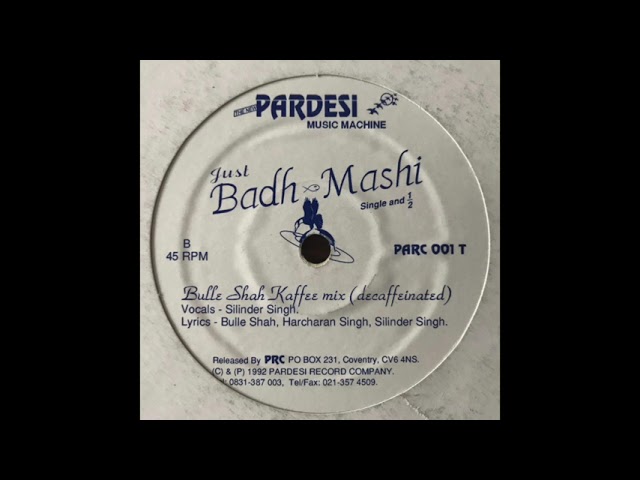 THE NEW PARDESI
MUSIC MACHINE
Just
Badh Mashi
Single and 1/2
B
45 RPM
PARC 001 T
Bulle Shah Kaffee mix (decaffeinated)
Vocals - Silinder Singh.
Lyrics - Bulle Shah, Harcharan Singh, Silinder Singh.
Released By PRC PO BOX 231, Coventry, CV6 4NS.
(C) & (P) 1992 PARDESI RECORD COMPANY.
: 0831-387 003, Tel/Fax: 021-357 4509.